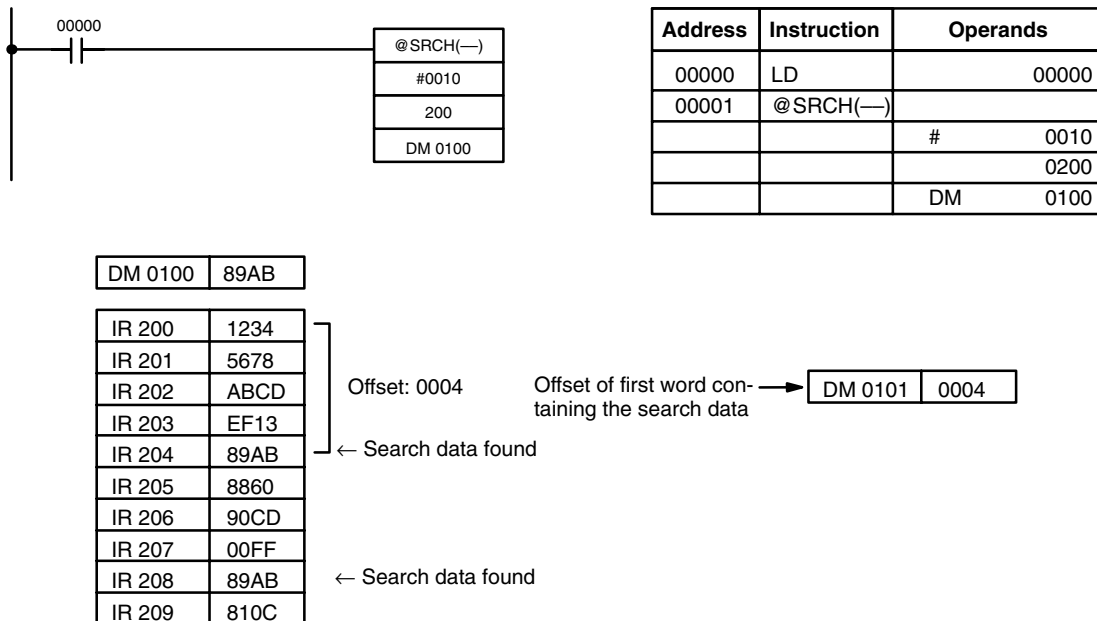 00000
@SRCH(––)
#0010
200
DM 0100
Address Instruction Operands
00000 LD 00000
00001 @SRCH(––)
# 0010
0200
DM 0100
DM 0100 89AB
IR 200 1234
IR 201 5678
IR 202 ABCD
IR 203 EF13
IR 204 89AB
IR 205 8860
IR 206 90CD
IR 207 00FF
IR 208 89AB
IR 209 810C
Offset: 0004
← Search data found
← Search data found
Offset of first word con-
taining the search data
DM 0101 0004